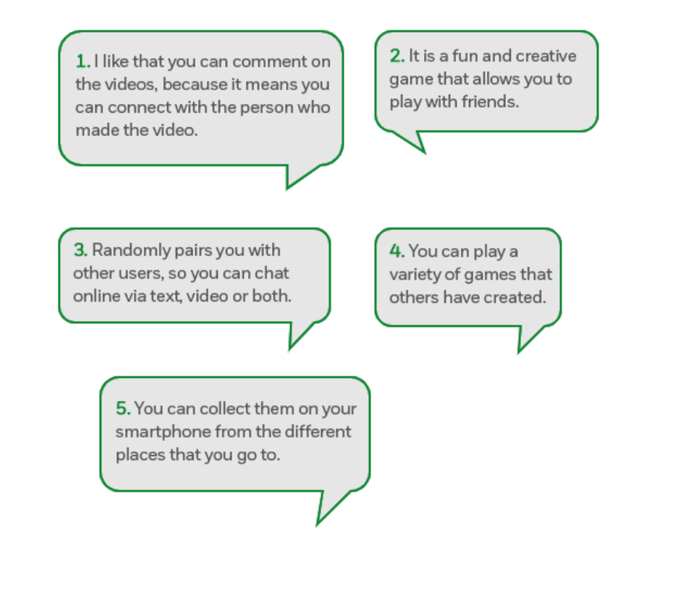 1. I like that you can comment on
the videos, because it means you
can connect with the person who
made the video.
2. It is a fun and creative
game that allows you to
play with friends.
3. Randomly pairs you with
other users, so you can chat
online via text, video or both.
4. You can play a
variety of games that
others have created.
5. You can collect them on your
smartphone from the different
places that you go to.